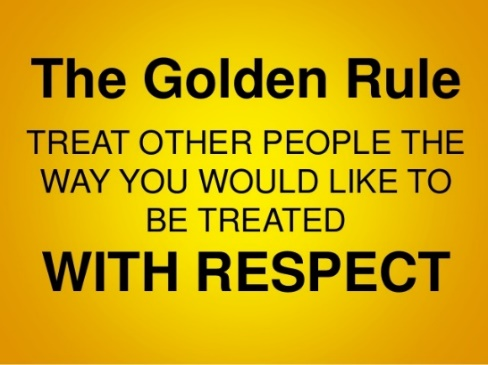 The Golden Rule
TREAT OTHER PEOPLE THE
WAY YOU WOULD LIKE TO
BE TREATED
WITH RESPECT